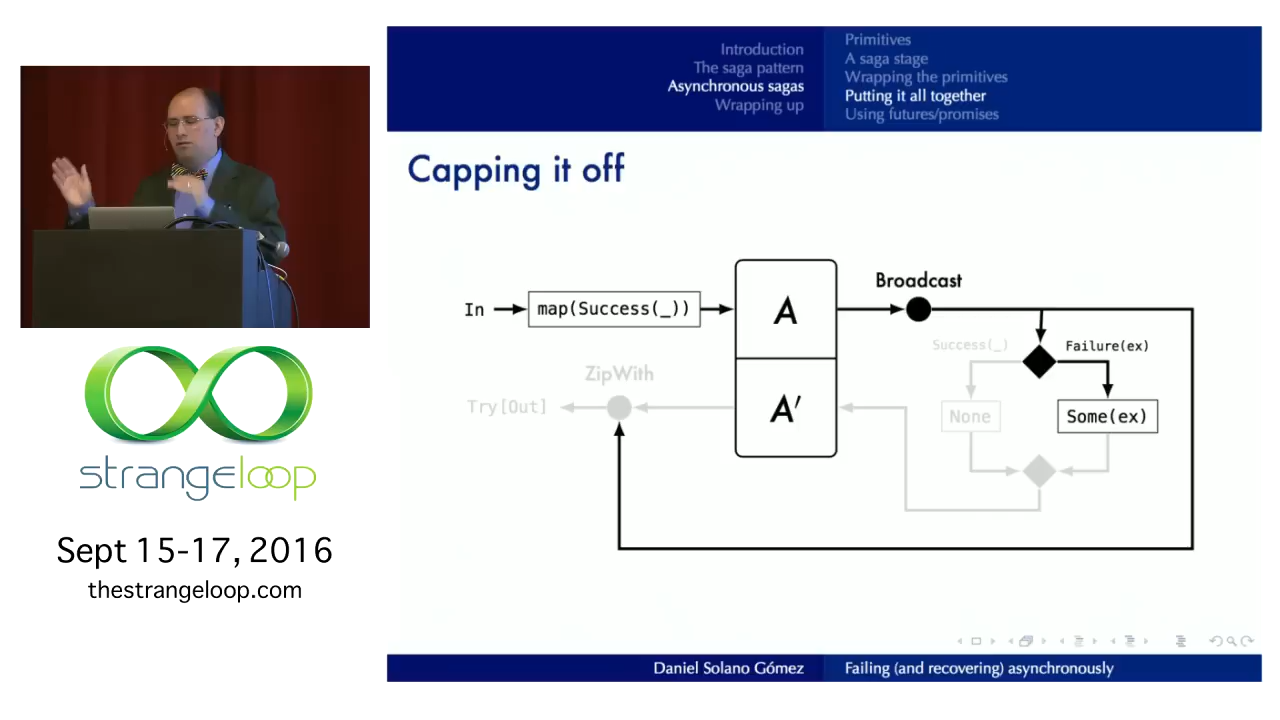 Introduction
The saga pattern
Asynchronous sagas
Wrapping up
Primitives
A saga stage
Wrapping the primitives
Putting it all together
Using futures/promises
Capping it off
Broadcast
In
map(Success(_))
A
Success(_)
Failure(ex)
ZipWith
Try[Out]
A′
None
Some(ex)
strangeloop
Sept 15-17, 2016
thestrangeloop.com
Daniel Solano Gómez
Failing (and recovering) asynchronously